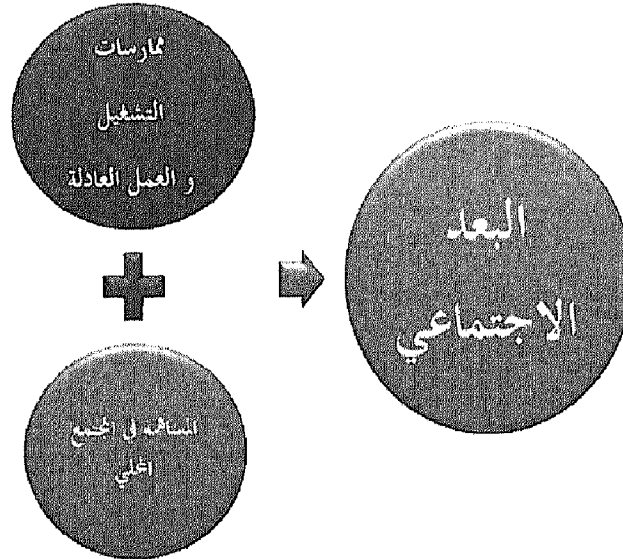 ممارسات
التشغيل
و العمل العادلة
البعد
الاجتماعي
المساهمة في المجتمع
المحلي